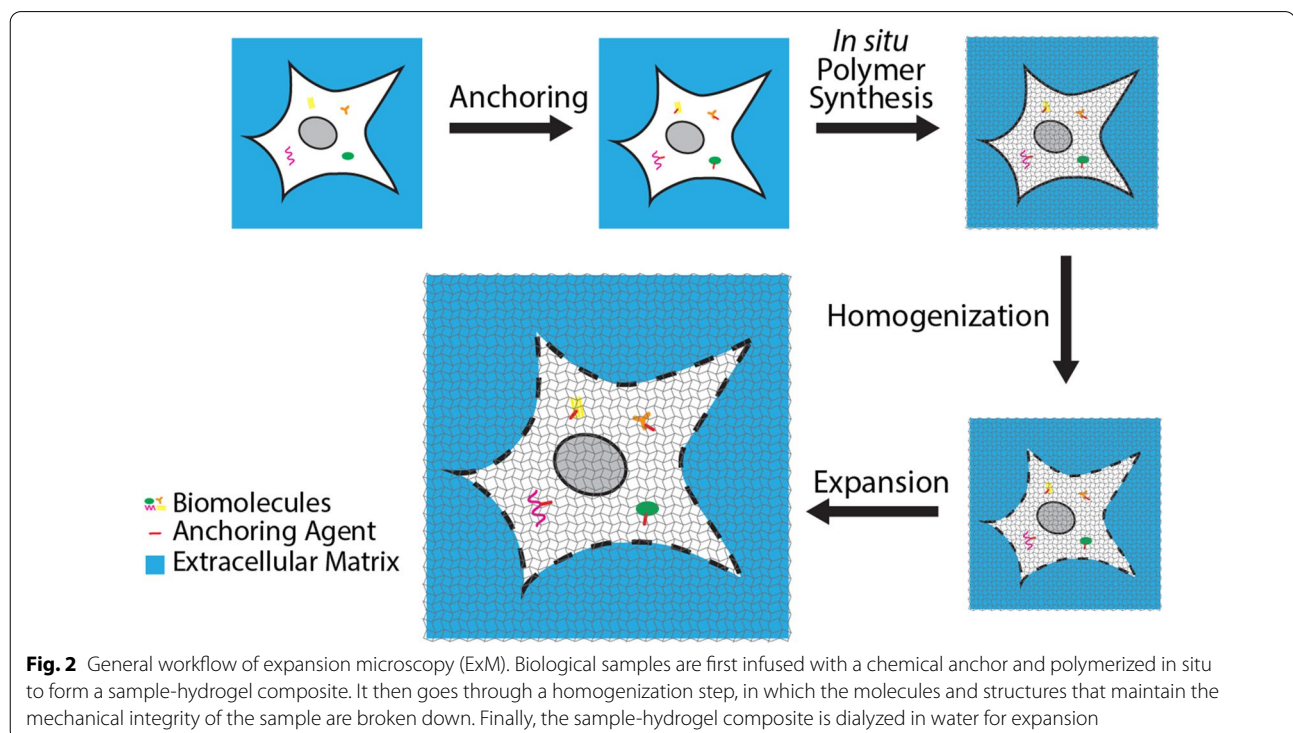 Anchoring
In situ
Polymer
Synthesis
Homogenization
Expansion
Biomolecules
Anchoring Agent
Extracellular Matrix
Fig. 2 General workflow of expansion microscopy (ExM). Biological samples are first infused with a chemical anchor and polymerized in situ
to form a sample-hydrogel composite. It then goes through a homogenization step, in which the molecules and structures that maintain the
mechanical integrity of the sample are broken down. Finally, the sample-hydrogel composite is dialyzed in water for expansion